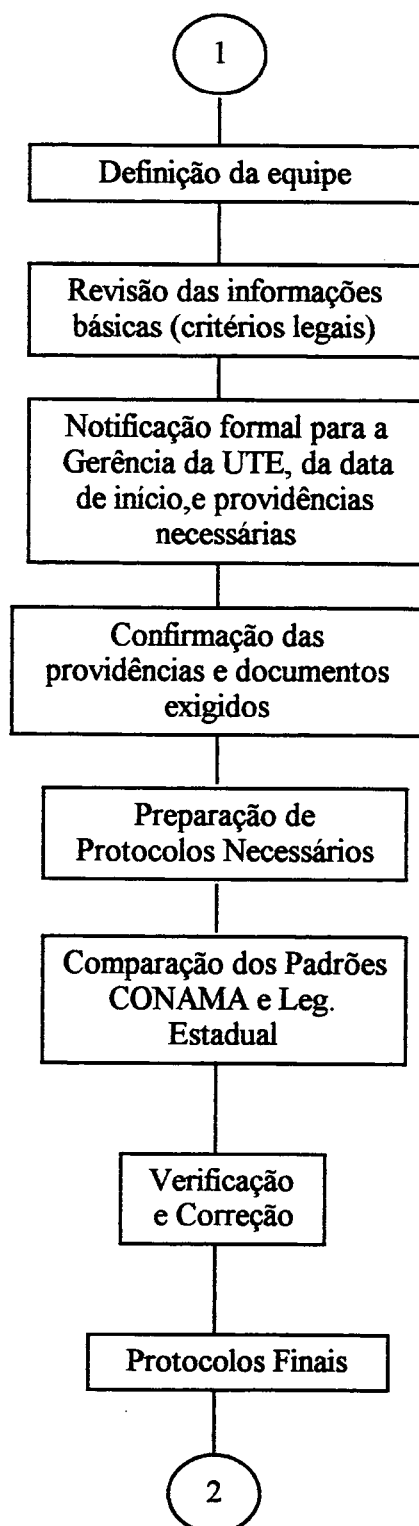 1
Definição da equipe
Revisão das informações
básicas (critérios legais)
Notificação formal para a
Gerência da UTE, da data
de início,e providências
necessárias
Confirmação das
providências e documentos
exigidos
Preparação de
Protocolos Necessários
Comparação dos Padrões
CONAMA e Leg.
Estadual
Verificação
e Correção
Protocolos Finais
2